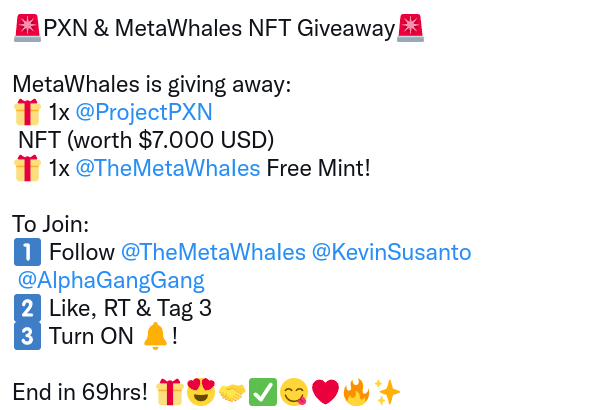 🚨PXN & MetaWhales NFT Giveaway🚨
MetaWhales is giving away:
🎁 1x @ProjectPXN
NFT (worth $7.000 USD)
🎁 1x @TheMetaWhales Free Mint!
To Join:
1️⃣ Follow @TheMetaWhales @KevinSusanto
@AlphaGangGang
2️⃣ Like, RT & Tag 3
3️⃣ Turn ON 🔔!
End in 69hrs! 🎁😍🤝✅😋❤️🔥✨